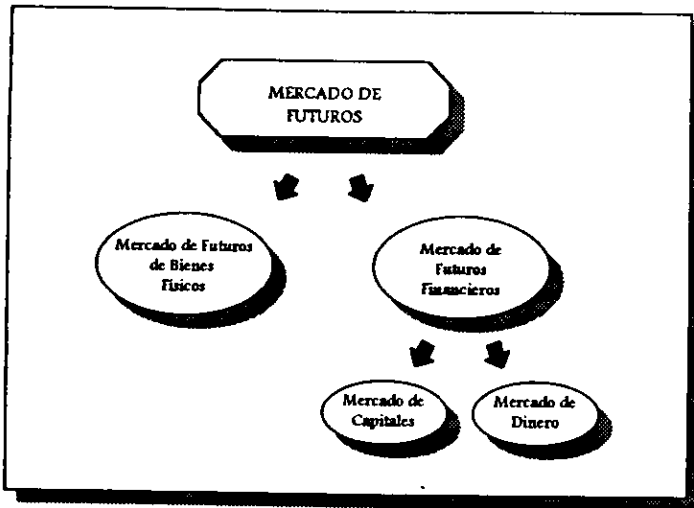 MERCADO DE
FUTUROS
Mercado de Futuros
de Bienes
Físicos
Mercado de
Futuros
Financieros
Mercado de
Capitales
Mercado de
Dinero